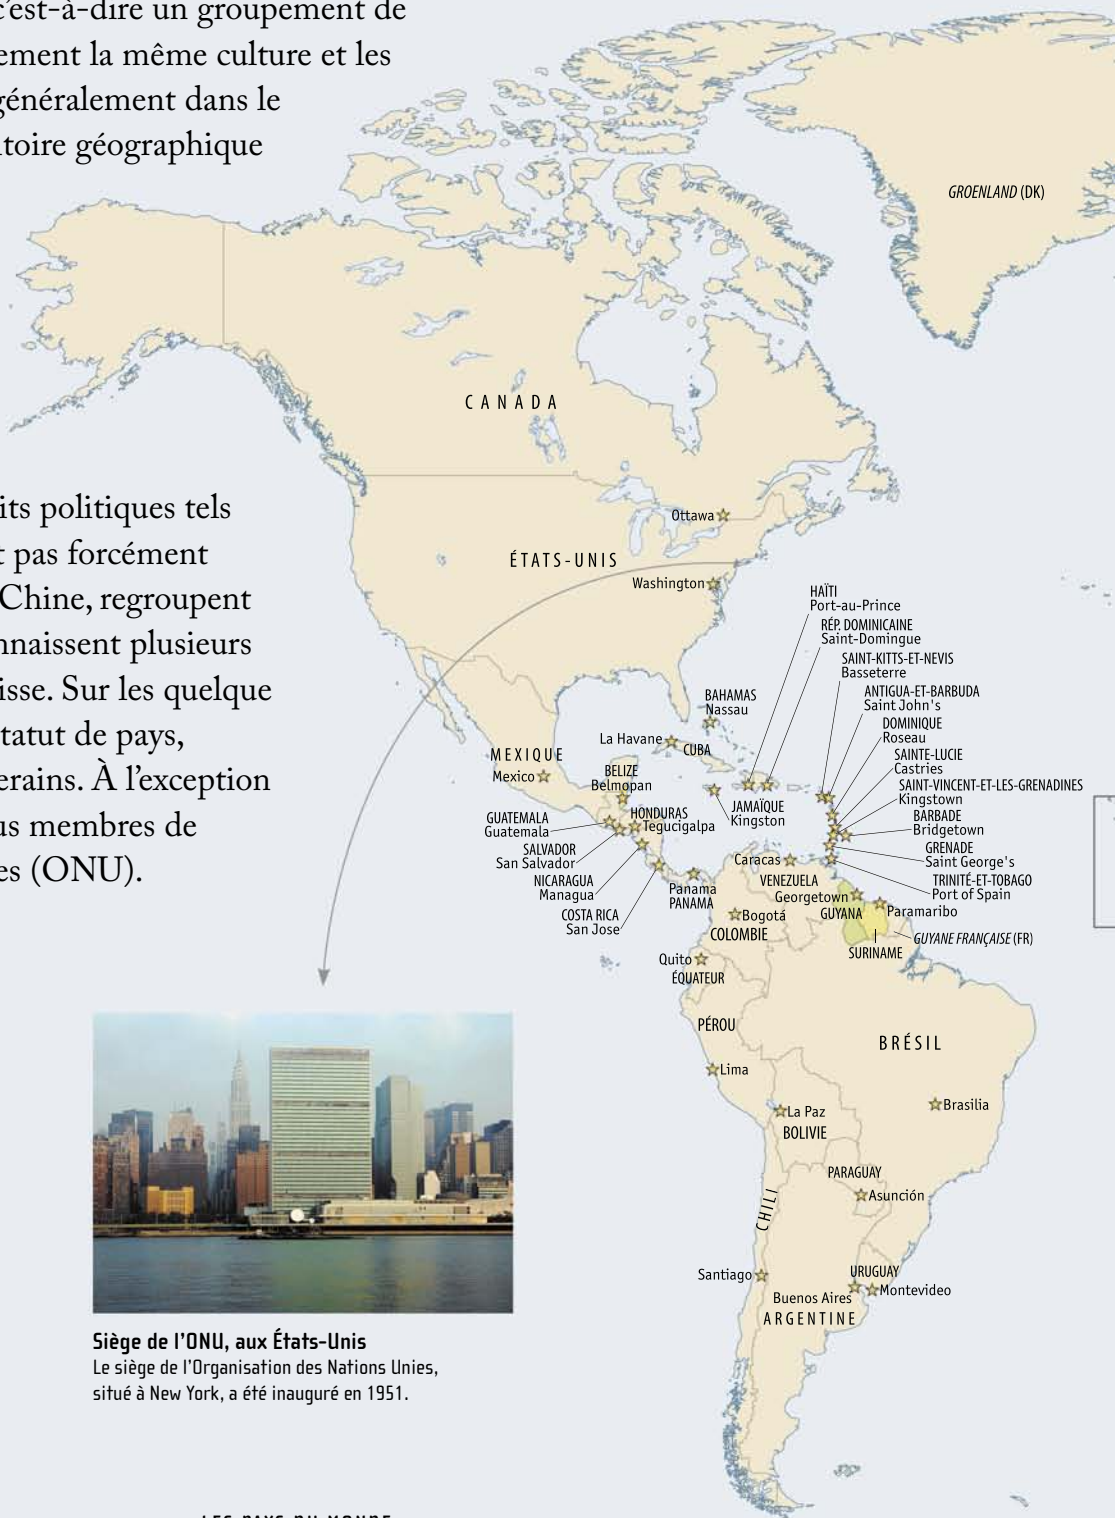 c'est-à-dire un groupement de
ement la même culture et les
généralement dans le
itoire géographique
its politiques tels
t pas forcément
Chine, regroupent
nnaissent plusieurs
isse. Sur les quelque
tatut de pays,
erains. À l'exception
us membres de
es (ONU).
GROENLAND (DK)
CANADA
Ottawa
ÉTATS-UNIS
Washington
HAÏTI
Port-au-Prince
RÉP. DOMINICAINE
Saint-Domingue
SAINT-KITTS-ET-NEVIS
Basseterre
ANTIGUA-ET-BARBUDA
Saint John's
DOMINIQUE
Roseau
SAINTE-LUCIE
Castries
SAINT-VINCENT-ET-LES-GRENADINES
Kingstown
BARBADE
Bridgetown
GRENADE
Saint George's
TRINITÉ-ET-TOBAGO
Port of Spain
BAHAMAS
Nassau
La Havane
CUBA
MEXIQUE
Mexico
BELIZE
Belmopan
JAMAÏQUE
Kingston
GUATEMALA
Guatemala
HONDURAS
Tegucigalpa
SALVADOR
San Salvador
NICARAGUA
Managua
COSTA RICA
San Jose
Panama
PANAMA
Caracas
VENEZUELA
Georgetown
GUYANA
Paramaribo
SURINAME
GUYANE FRANÇAISE (FR)
Bogotá
COLOMBIE
Quito
ÉQUATEUR
PÉROU
Lima
BRÉSIL
Brasilia
La Paz
BOLIVIE
PARAGUAY
Asunción
CHILI
Santiago
URUGUAY
Montevideo
Buenos Aires
ARGENTINE
Siège de l'ONU, aux États-Unis
Le siège de l'Organisation des Nations Unies,
situé à New York, a été inauguré en 1951.
LES PAYS DU MONDE